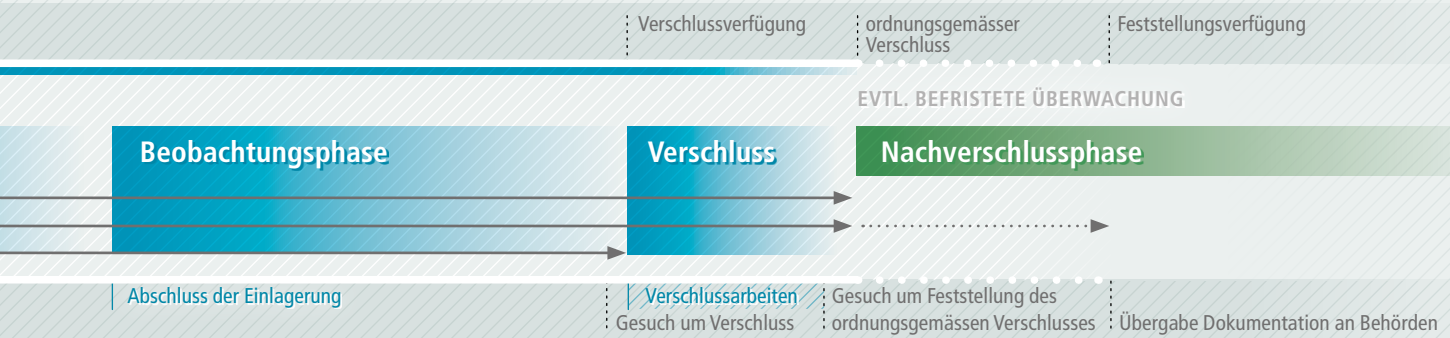 Verschlussverfügung
ordnungsgemässer
Verschluss
Feststellungsverfügung
EVTL. BEFRISTETE ÜBERWACHUNG
Beobachtungsphase
Verschluss
Nachverschlussphase
Abschluss der Einlagerung
Verschlussarbeiten
Gesuch um Verschluss
Gesuch um Feststellung des
ordnungsgemässen Verschlusses
Übergabe Dokumentation an Behörden